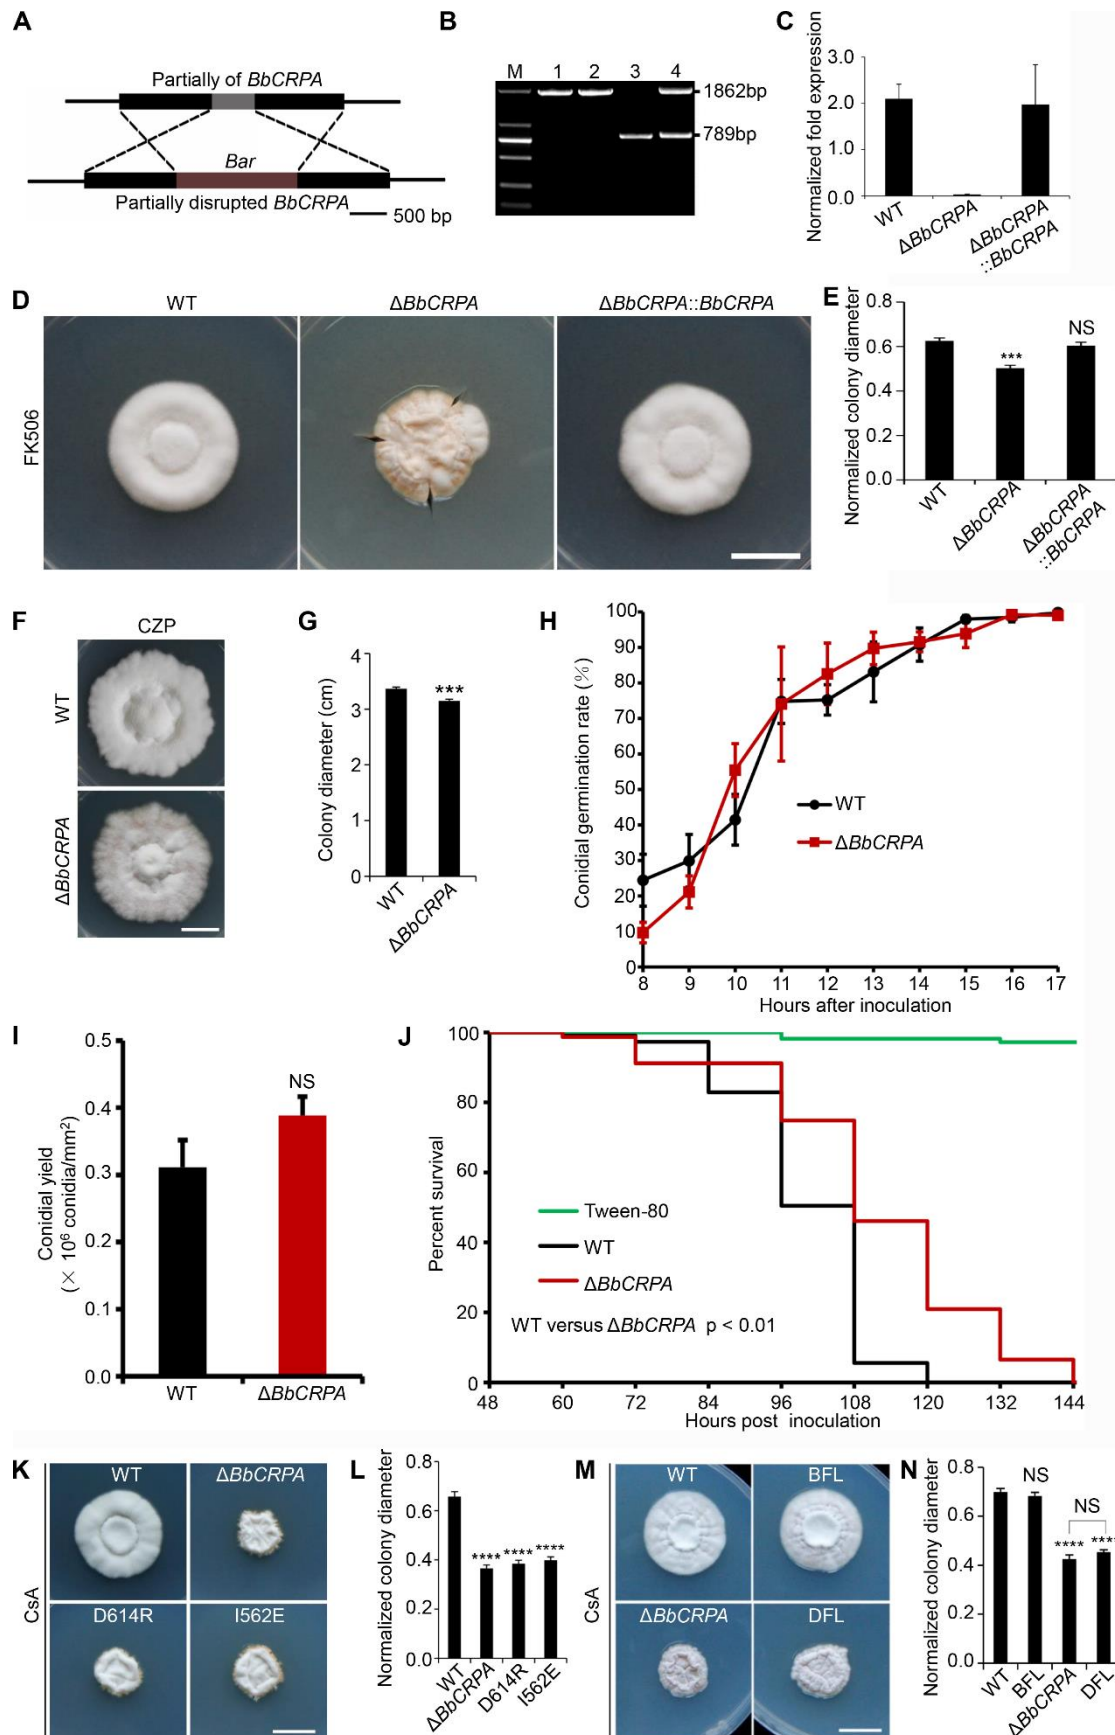 A
Partially of BbCRPA
Bar
Partially disrupted BbCRPA
500 bp
B
M 1 2 3 4
1862bp
789bp
C
Normalized fold expression
3.0
2.0
1.0
0.0
WT
ΔBbCRPA
ΔBbCRPA
::BbCRPA
D
WT ΔBbCRPA ΔBbCRPA::BbCRPA
FK506
E
Normalized colony diameter
0.8
0.6
0.4
0.2
0.0
***
NS
WT
ΔBbCRPA
ΔBbCRPA
::BbCRPA
F
CZP
WT
ΔBbCRPA
G
Colony diameter (cm)
4
3
2
1
0
***
WT
ΔBbCRPA
H
Conidial germination rate (%)
100
90
80
70
60
50
40
30
20
10
0
WT
ΔBbCRPA
8 9 10 11 12 13 14 15 16 17
Hours after inoculation
I
Conidial yield
(× 10⁶ conidia/mm²)
0.5
0.4
0.3
0.2
0.1
0.0
NS
WT ΔBbCRPA
J
Percent survival
100
80
60
40
20
0
Tween-80
WT
ΔBbCRPA
WT versus ΔBbCRPA p < 0.01
48 60 72 84 96 108 120 132 144
Hours post inoculation
K
CsA
WT ΔBbCRPA
D614R I562E
L
Normalized colony diameter
0.8
0.6
0.4
0.2
0.0
**** **** ****
WT
ΔBbCRPA
D614R
I562E
M
CsA
WT BFL
ΔBbCRPA DFL
N
Normalized colony diameter
0.8
0.6
0.4
0.2
0.0
NS
NS
**** ****
WT
BFL
ΔBbCRPA
DFL